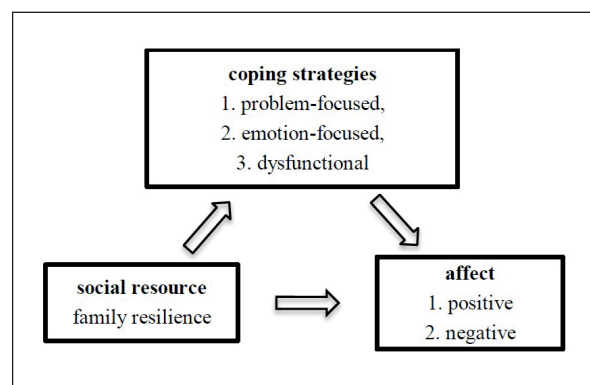 coping strategies
1. problem-focused,
2. emotion-focused,
3. dysfunctional
social resource
family resilience
affect
1. positive
2. negative